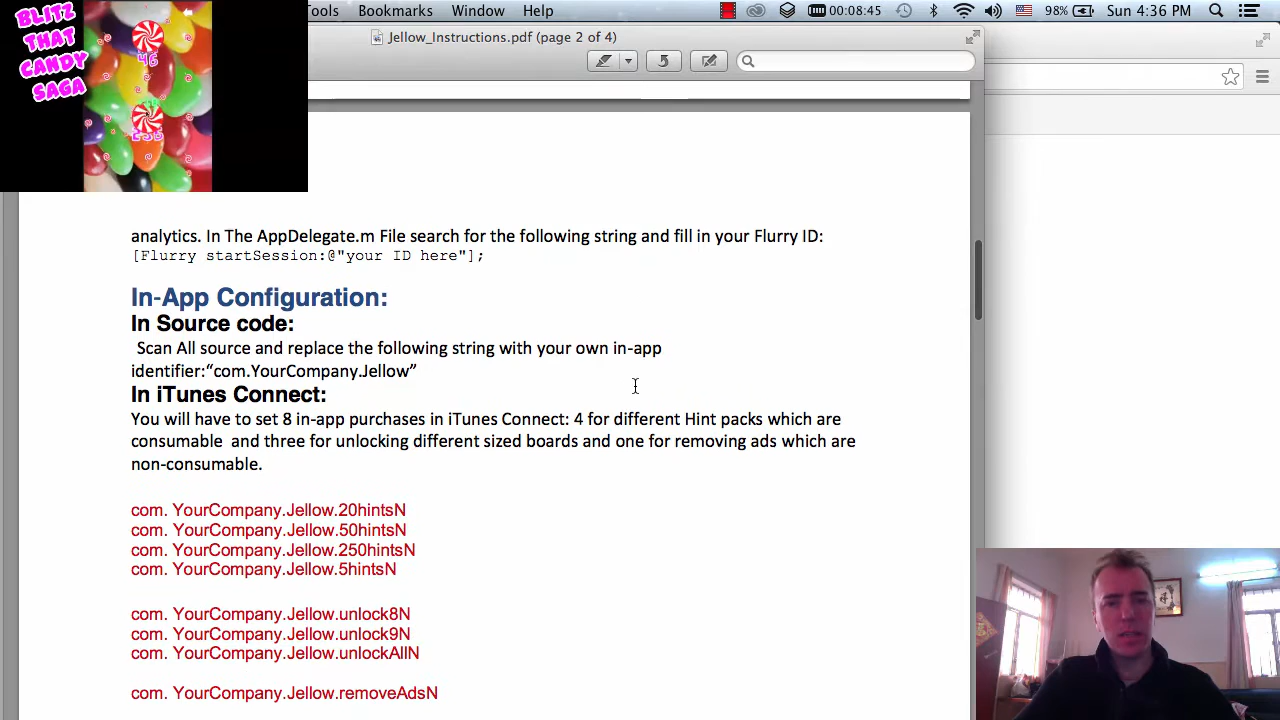 BLITZ
THAT
CANDY
SAGA
46
Tools Bookmarks Window Help
00:08:45
98%
Sun 4:36 PM
Jellow_Instructions.pdf (page 2 of 4)
analytics. In The AppDelegate.m File search for the following string and fill in your Flurry ID:
[Flurry startSession:@"your ID here"];
In-App Configuration:
In Source code:
Scan All source and replace the following string with your own in-app
identifier:“com.YourCompany.Jellow”
In iTunes Connect:
You will have to set 8 in-app purchases in iTunes Connect: 4 for different Hint packs which are
consumable and three for unlocking different sized boards and one for removing ads which are
non-consumable.
com. YourCompany.Jellow.20hintsN
com. YourCompany.Jellow.50hintsN
com. YourCompany.Jellow.250hintsN
com. YourCompany.Jellow.5hintsN
com. YourCompany.Jellow.unlock8N
com. YourCompany.Jellow.unlock9N
com. YourCompany.Jellow.unlockAllN
com. YourCompany.Jellow.removeAdsN